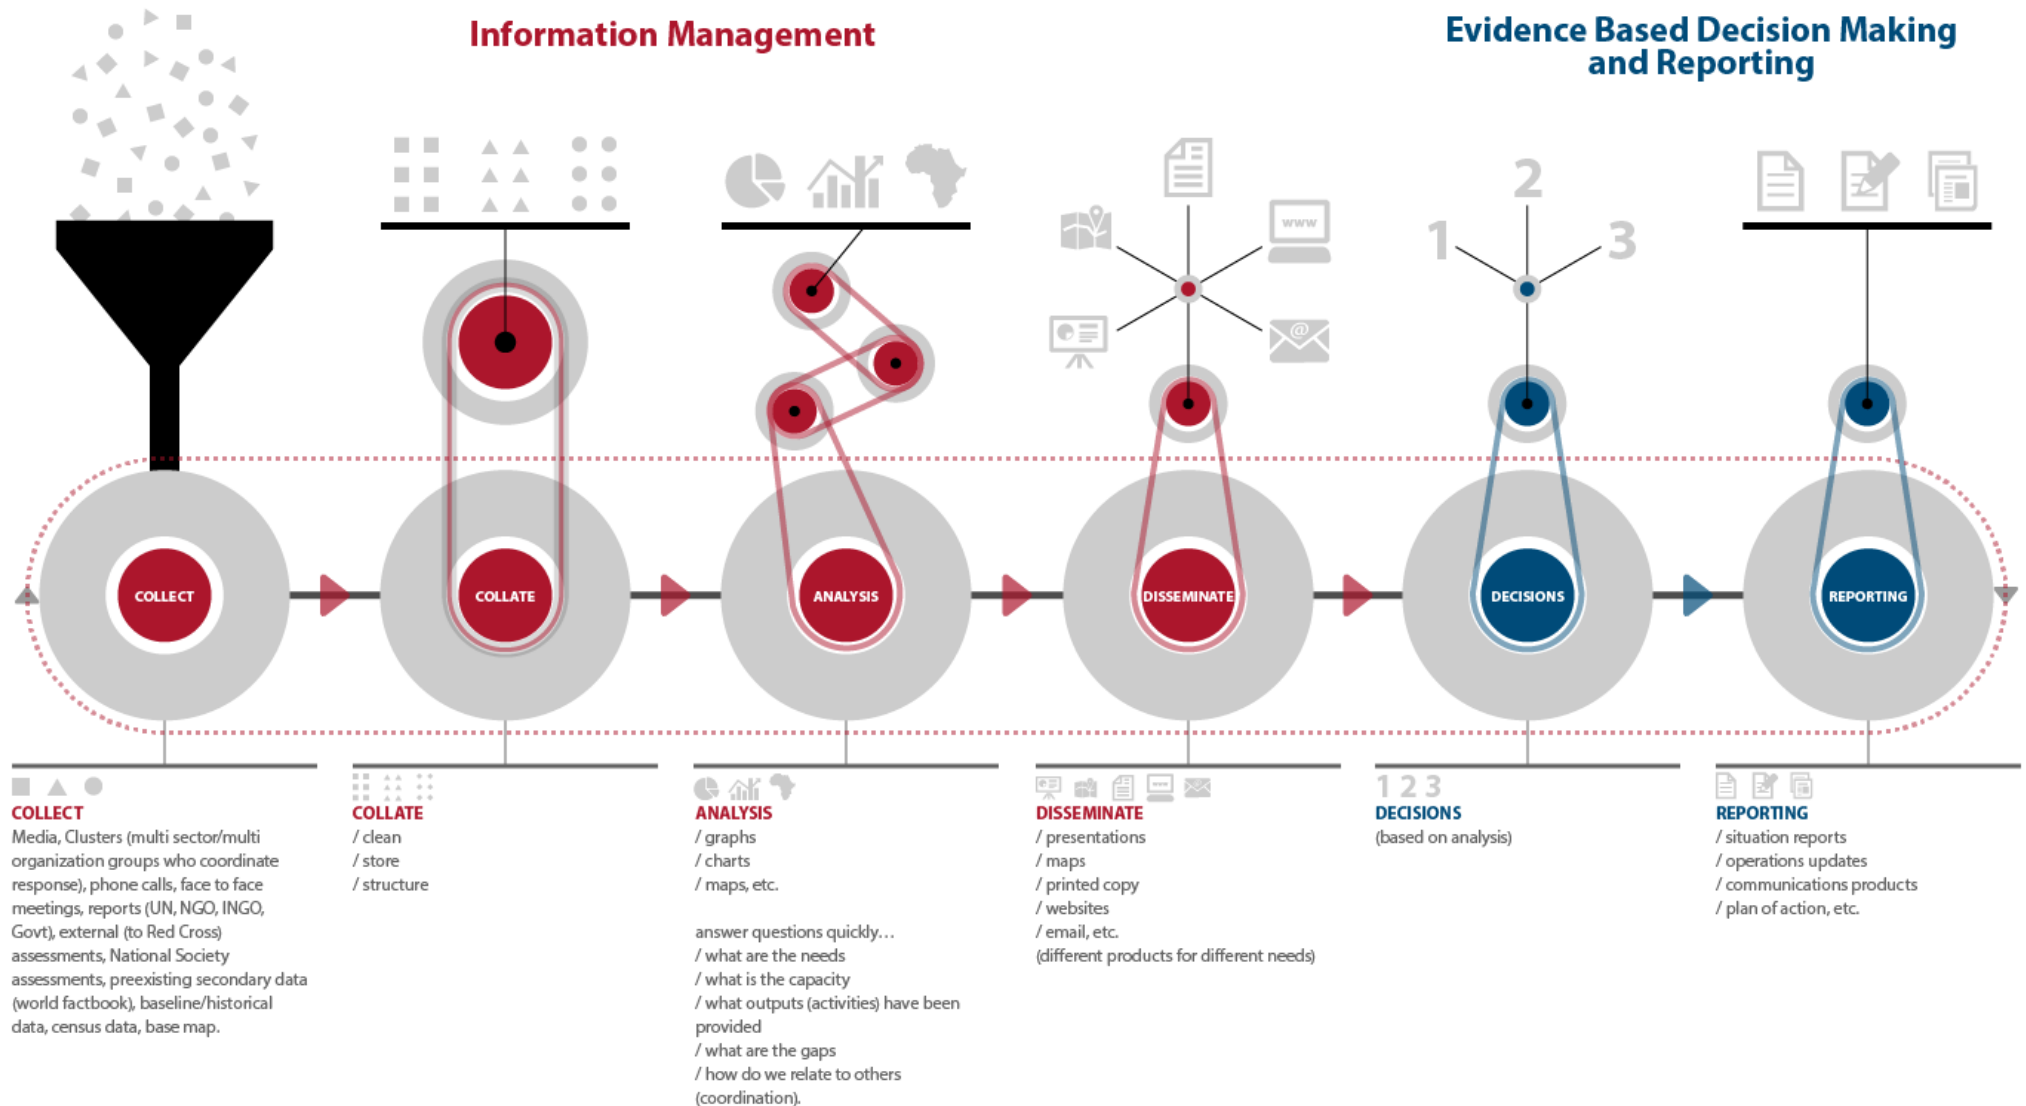 Information Management
Evidence Based Decision Making
and Reporting
www
@
1
2
3
COLLECT
COLLATE
ANALYSIS
DISSEMINATE
DECISIONS
REPORTING
COLLECT
Media, Clusters (multi sector/multi
organization groups who coordinate
response), phone calls, face to face
meetings, reports (UN, NGO, INGO,
Govt), external (to Red Cross)
assessments, National Society
assessments, preexisting secondary data
(world factbook), baseline/historical
data, census data, base map.
COLLATE
/ clean
/ store
/ structure
ANALYSIS
/ graphs
/ charts
/ maps, etc.
answer questions quickly…
/ what are the needs
/ what is the capacity
/ what outputs (activities) have been
provided
/ what are the gaps
/ how do we relate to others
(coordination).
DISSEMINATE
/ presentations
/ maps
/ printed copy
/ websites
/ email, etc.
(different products for different needs)
1 2 3
DECISIONS
(based on analysis)
REPORTING
/ situation reports
/ operations updates
/ communications products
/ plan of action, etc.